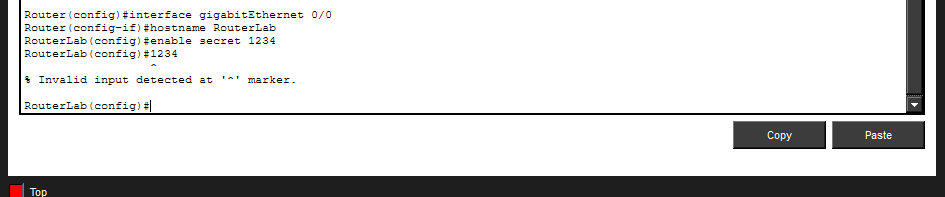 Router(config)#interface gigabitEthernet 0/0
Router(config-if)#hostname RouterLab
RouterLab(config)#enable secret 1234
RouterLab(config)#1234
^
% Invalid input detected at '^' marker.
RouterLab(config)#
Copy Paste
Top